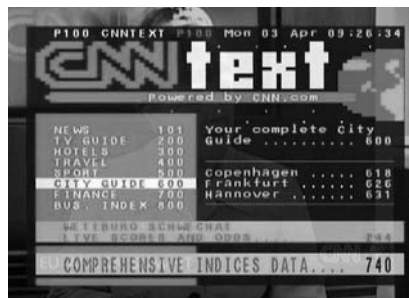 P100 CNNTEXT P100 Mon 03 Apr 09:26:34
CNN text
Powered by CNN.com
NEWS 101
TV GUIDE 200
HOTELS 300
TRAVEL 400
SPORT 500
CITY GUIDE 600
FINANCE 700
BUS. INDEX 800
Your complete city
Guide ...... 600
Copenhagen ...... 618
Frankfurt ...... 626
Hannover ...... 631
LIVE SCORES AND ODDS.... 244
COMPREHENSIVE INDICES DATA.... 740